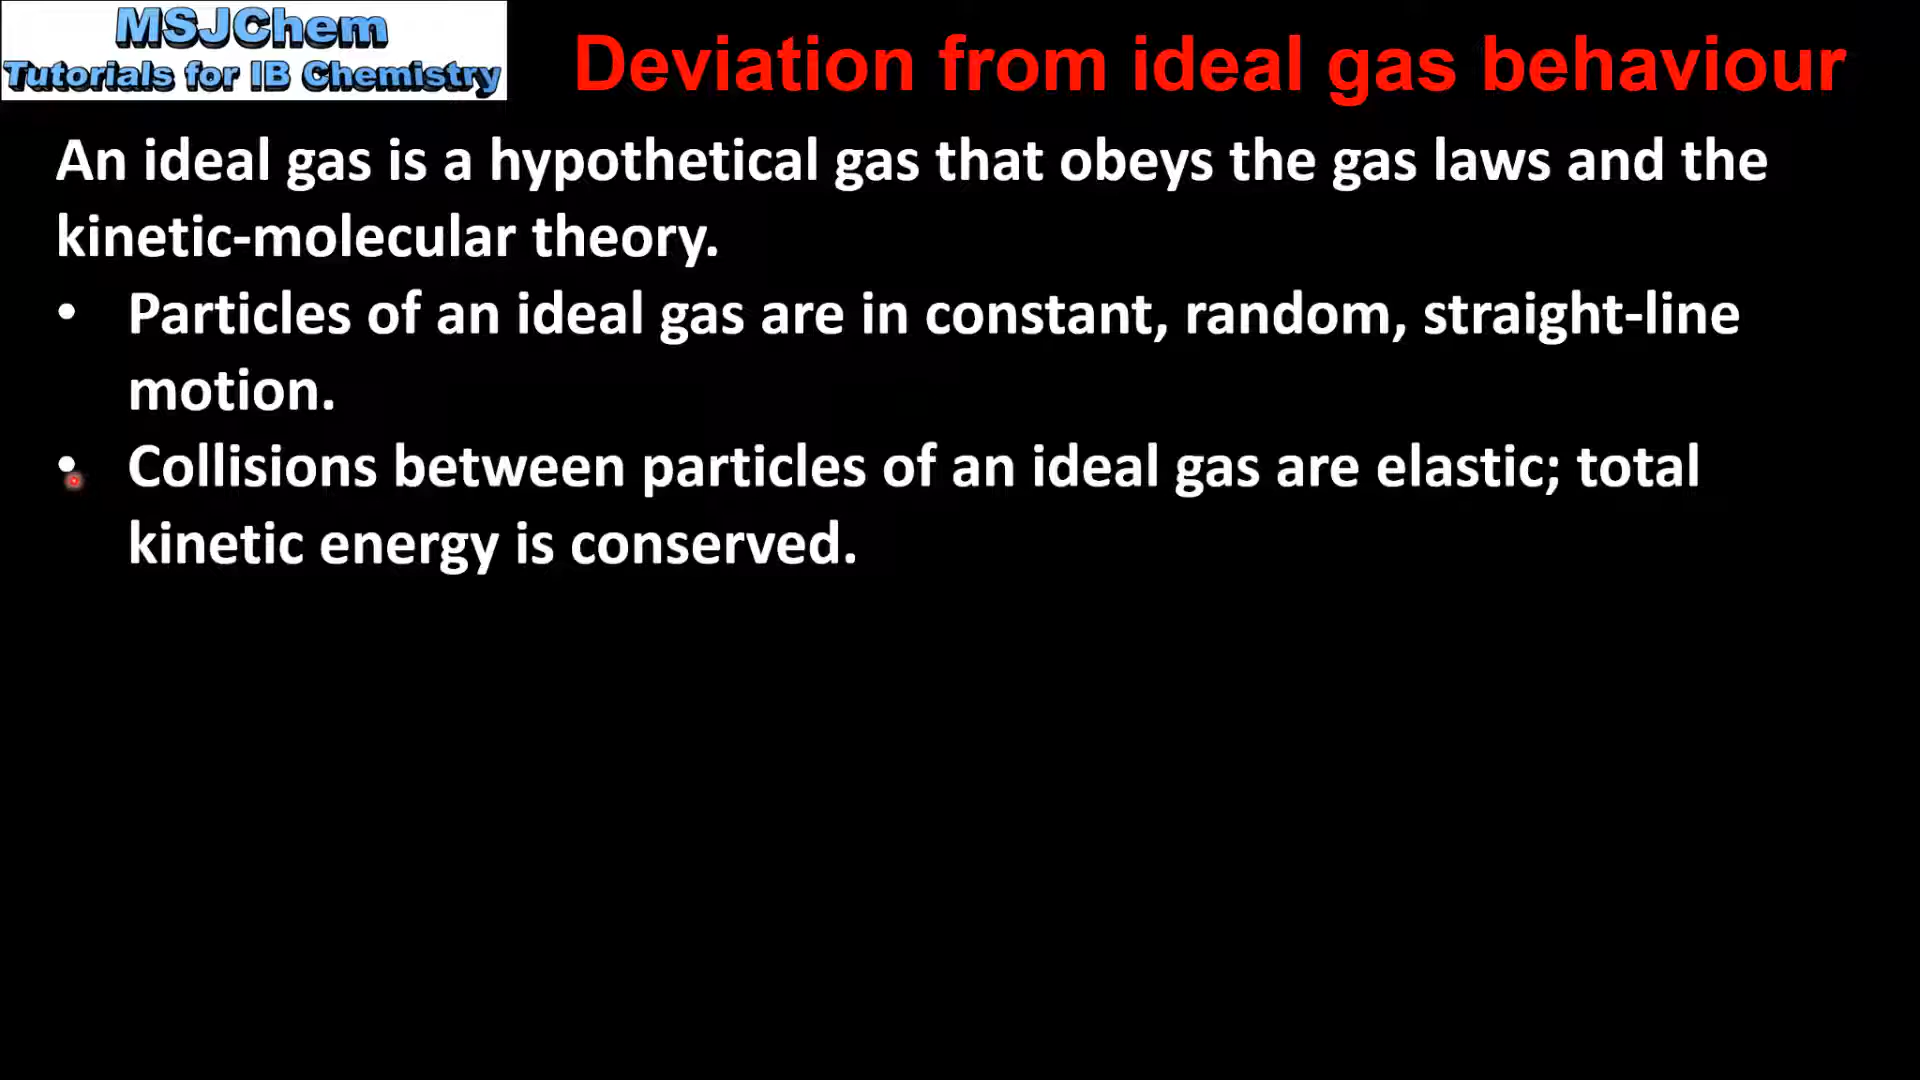 MSJChem
Tutorials for IB Chemistry
Deviation from ideal gas behaviour
An ideal gas is a hypothetical gas that obeys the gas laws and the
kinetic-molecular theory.
• Particles of an ideal gas are in constant, random, straight-line
motion.
• Collisions between particles of an ideal gas are elastic; total
kinetic energy is conserved.